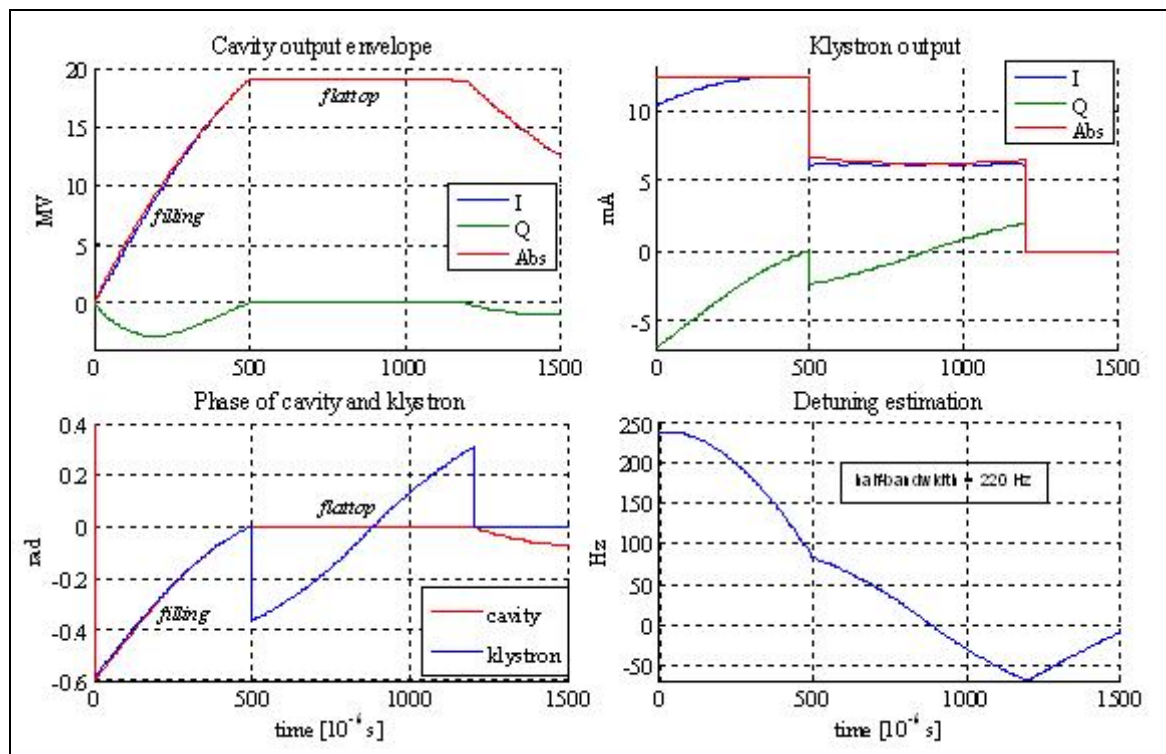 Cavity output envelope
20
15
10
5
0
MV
flattop
filling
I
Q
Abs
0
500
1000
1500
Klystron output
10
5
0
-5
mA
I
Q
Abs
0
500
1000
1500
Phase of cavity and klystron
0.4
0.2
0
-0.2
-0.4
-0.6
rad
flattop
filling
cavity
klystron
0
500
1000
1500
time [10⁻⁶ s]
Detuning estimation
250
200
150
100
50
0
-50
Hz
halfbandwidth = 220 Hz
0
500
1000
1500
time [10⁻⁶ s]